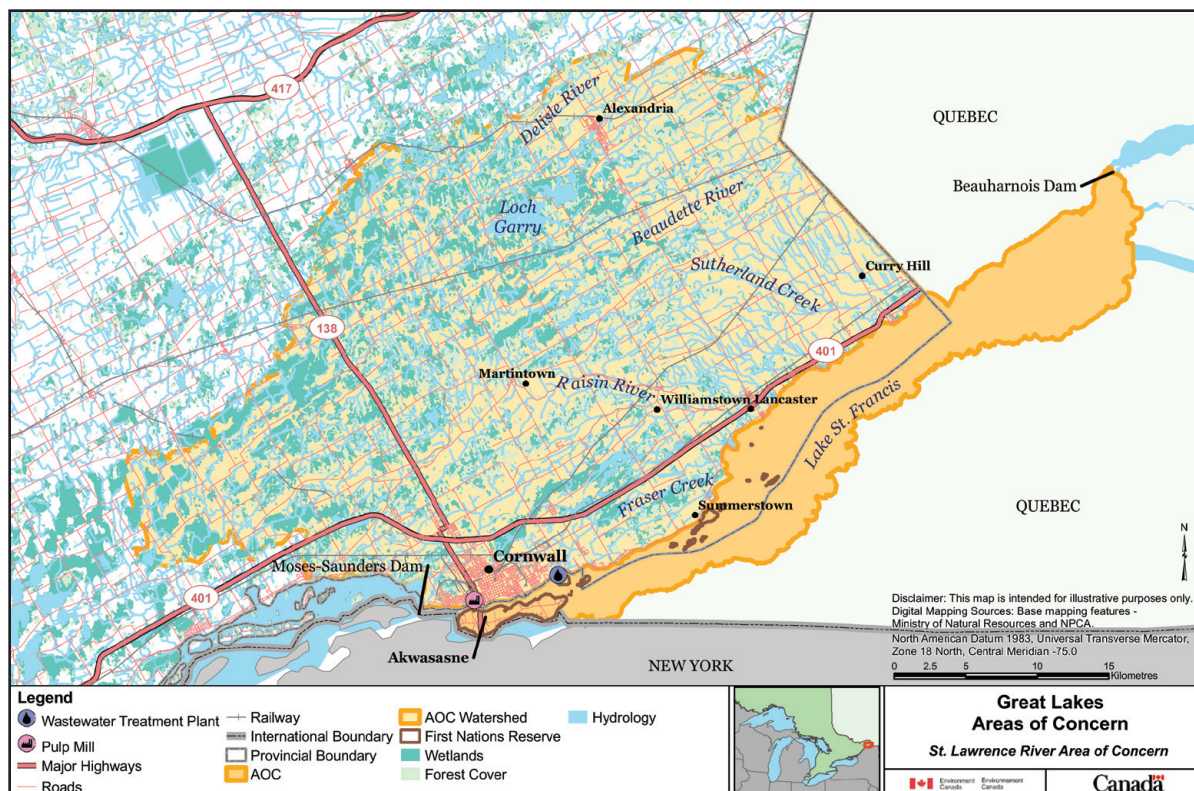 417
Delisle River
Alexandria
QUEBEC
Beauharnois Dam
Loch
Garry
Beaudette River
Sutherland Creek
Curry Hill
138
401
Martintown
Raisin River
Williamstown
Lancaster
Lake St. Francis
Fraser Creek
Summerstown
QUEBEC
N
Cornwall
Moses-Saunders Dam
401
Akwasasne
NEW YORK
Disclaimer: This map is intended for illustrative purposes only.
Digital Mapping Sources: Base mapping features -
Ministry of Natural Resources and NPCA.
North American Datum 1983, Universal Transverse Mercator,
Zone 18 North, Central Meridian -75.0
0 2.5 5 10 15
Kilometres
Legend
Wastewater Treatment Plant
Pulp Mill
Major Highways
Roads
Railway
International Boundary
Provincial Boundary
AOC
AOC Watershed
First Nations Reserve
Wetlands
Forest Cover
Hydrology
Great Lakes
Areas of Concern
St. Lawrence River Area of Concern
Environment Canada
Environnement Canada
Canada